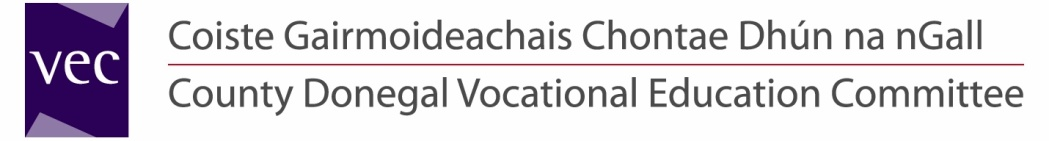 vec
Coiste Gairmoideachais Chontae Dhún na nGall
County Donegal Vocational Education Committee